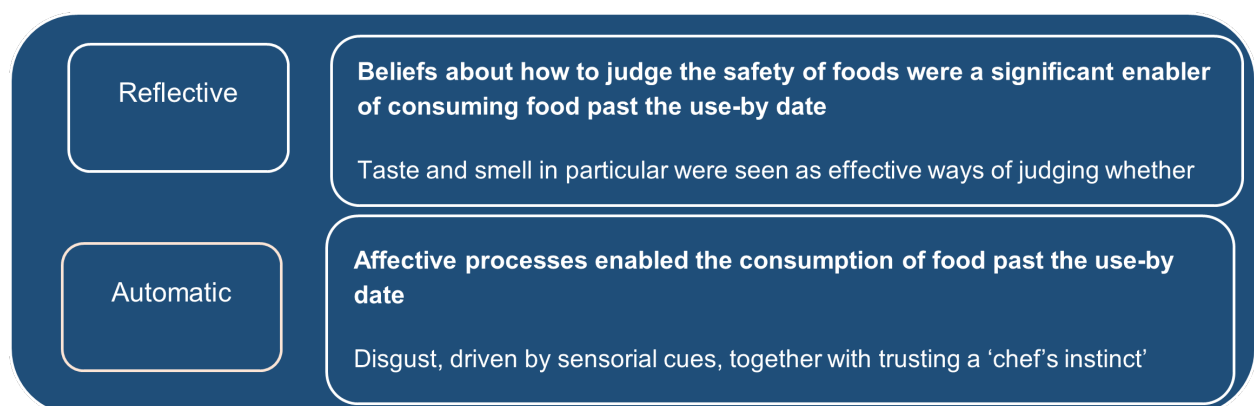 Reflective
Beliefs about how to judge the safety of foods were a significant enabler
of consuming food past the use-by date
Taste and smell in particular were seen as effective ways of judging whether
Automatic
Affective processes enabled the consumption of food past the use-by
date
Disgust, driven by sensorial cues, together with trusting a ‘chef’s instinct’